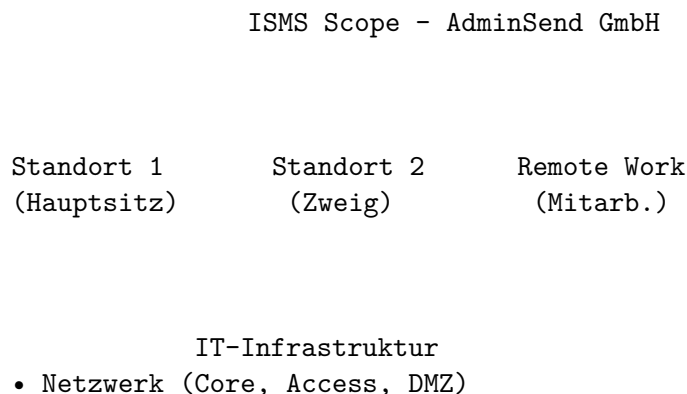 ISMS Scope - AdminSend GmbH
Standort 1 Standort 2 Remote Work
(Hauptsitz) (Zweig) (Mitarb.)
IT-Infrastruktur
• Netzwerk (Core, Access, DMZ)